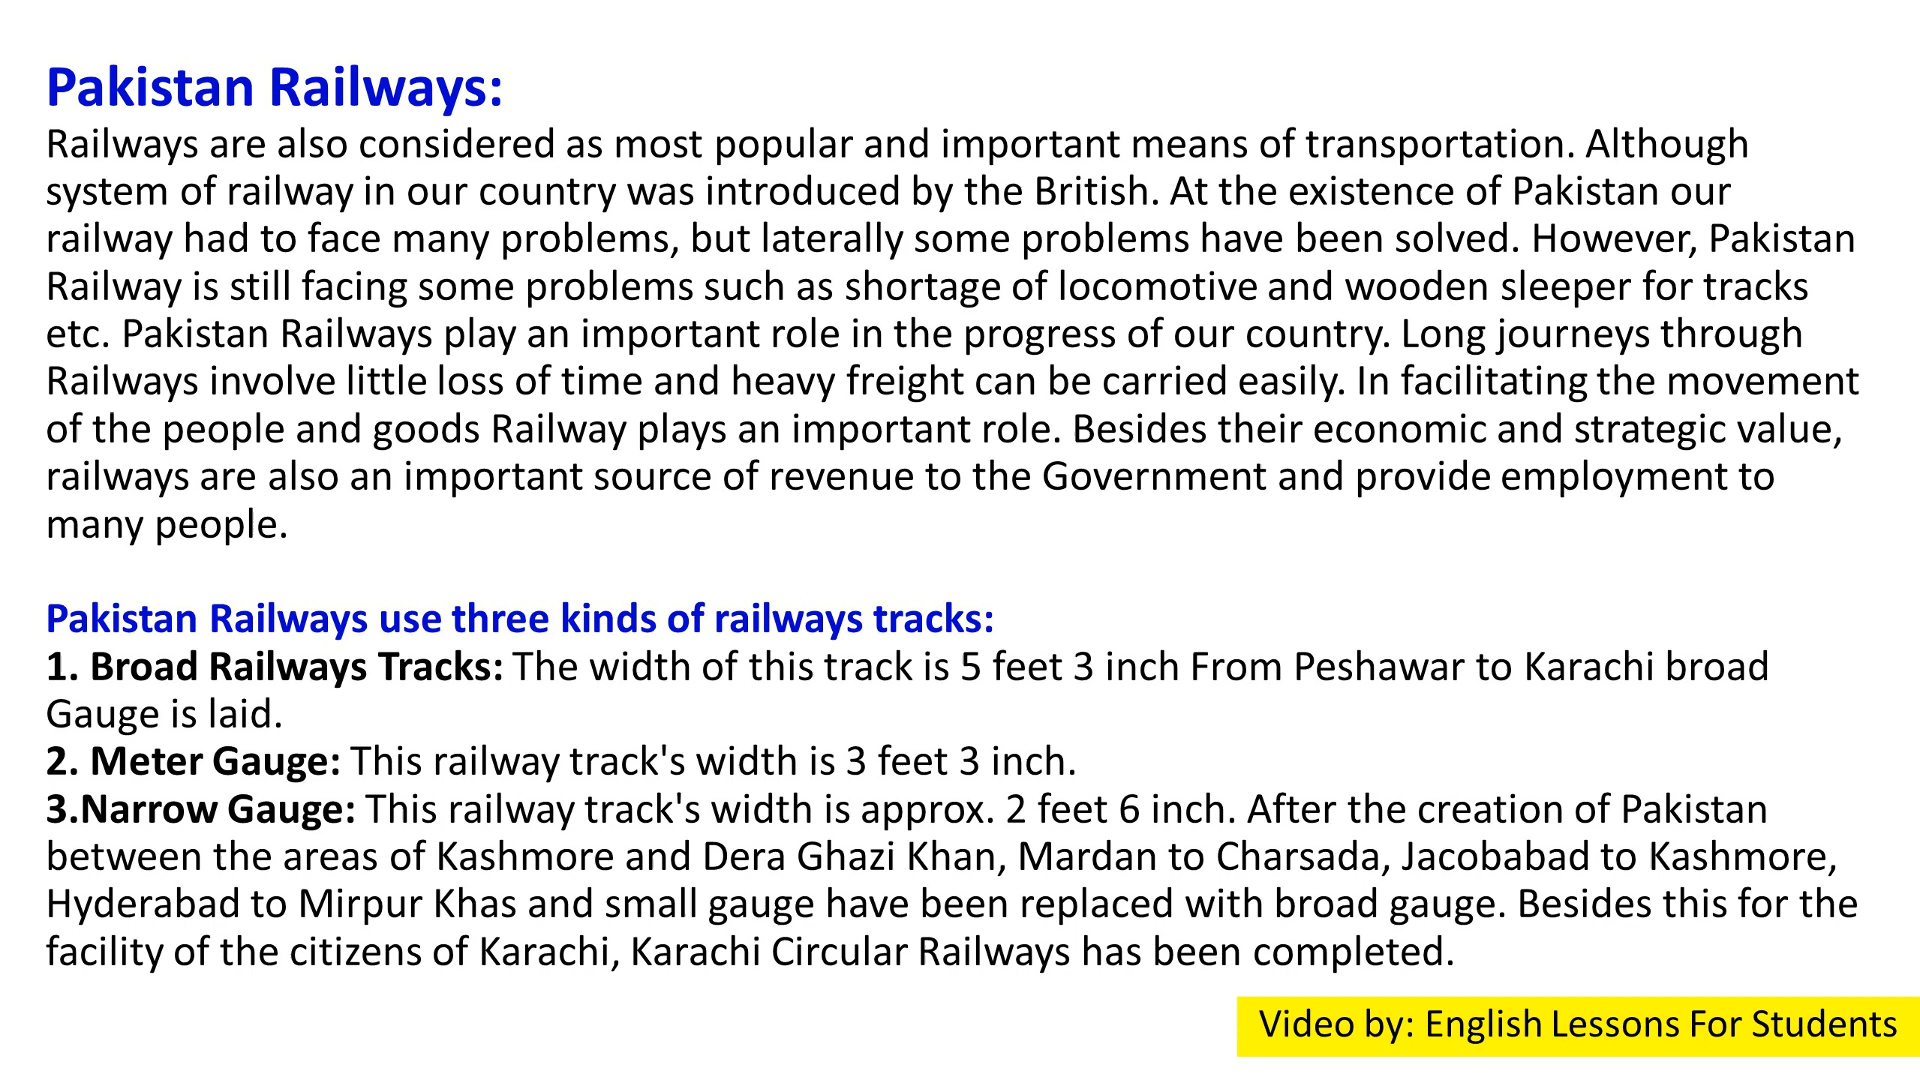 Pakistan Railways:
Railways are also considered as most popular and important means of transportation. Although
system of railway in our country was introduced by the British. At the existence of Pakistan our
railway had to face many problems, but laterally some problems have been solved. However, Pakistan
Railway is still facing some problems such as shortage of locomotive and wooden sleeper for tracks
etc. Pakistan Railways play an important role in the progress of our country. Long journeys through
Railways involve little loss of time and heavy freight can be carried easily. In facilitating the movement
of the people and goods Railway plays an important role. Besides their economic and strategic value,
railways are also an important source of revenue to the Government and provide employment to
many people.
Pakistan Railways use three kinds of railways tracks:
1. Broad Railways Tracks: The width of this track is 5 feet 3 inch From Peshawar to Karachi broad
Gauge is laid.
2. Meter Gauge: This railway track's width is 3 feet 3 inch.
3.Narrow Gauge: This railway track's width is approx. 2 feet 6 inch. After the creation of Pakistan
between the areas of Kashmore and Dera Ghazi Khan, Mardan to Charsada, Jacobabad to Kashmore,
Hyderabad to Mirpur Khas and small gauge have been replaced with broad gauge. Besides this for the
facility of the citizens of Karachi, Karachi Circular Railways has been completed.
Video by: English Lessons For Students